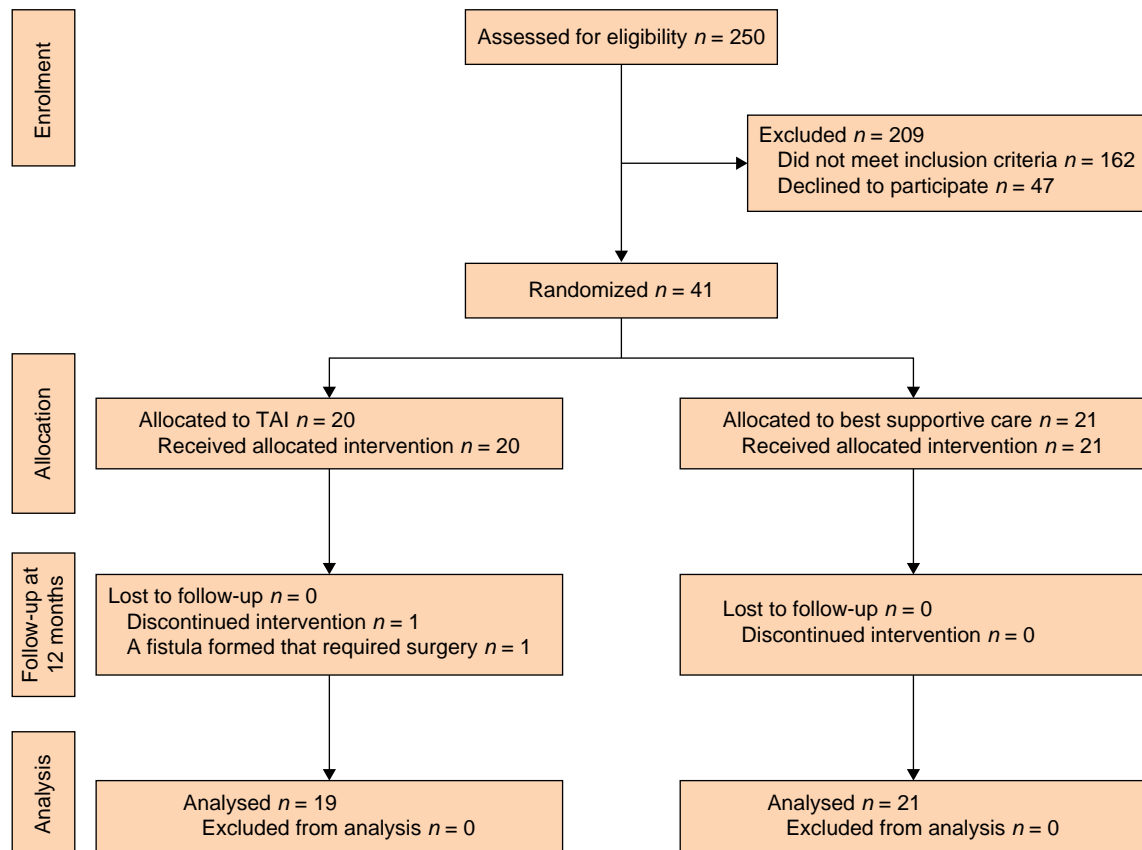 Enrolment
Assessed for eligibility n = 250
Excluded n = 209
Did not meet inclusion criteria n = 162
Declined to participate n = 47
Randomized n = 41
Allocation
Allocated to TAI n = 20
Received allocated intervention n = 20
Allocated to best supportive care n = 21
Received allocated intervention n = 21
Follow-up at
12 months
Lost to follow-up n = 0
Discontinued intervention n = 1
A fistula formed that required surgery n = 1
Lost to follow-up n = 0
Discontinued intervention n = 0
Analysis
Analysed n = 19
Excluded from analysis n = 0
Analysed n = 21
Excluded from analysis n = 0